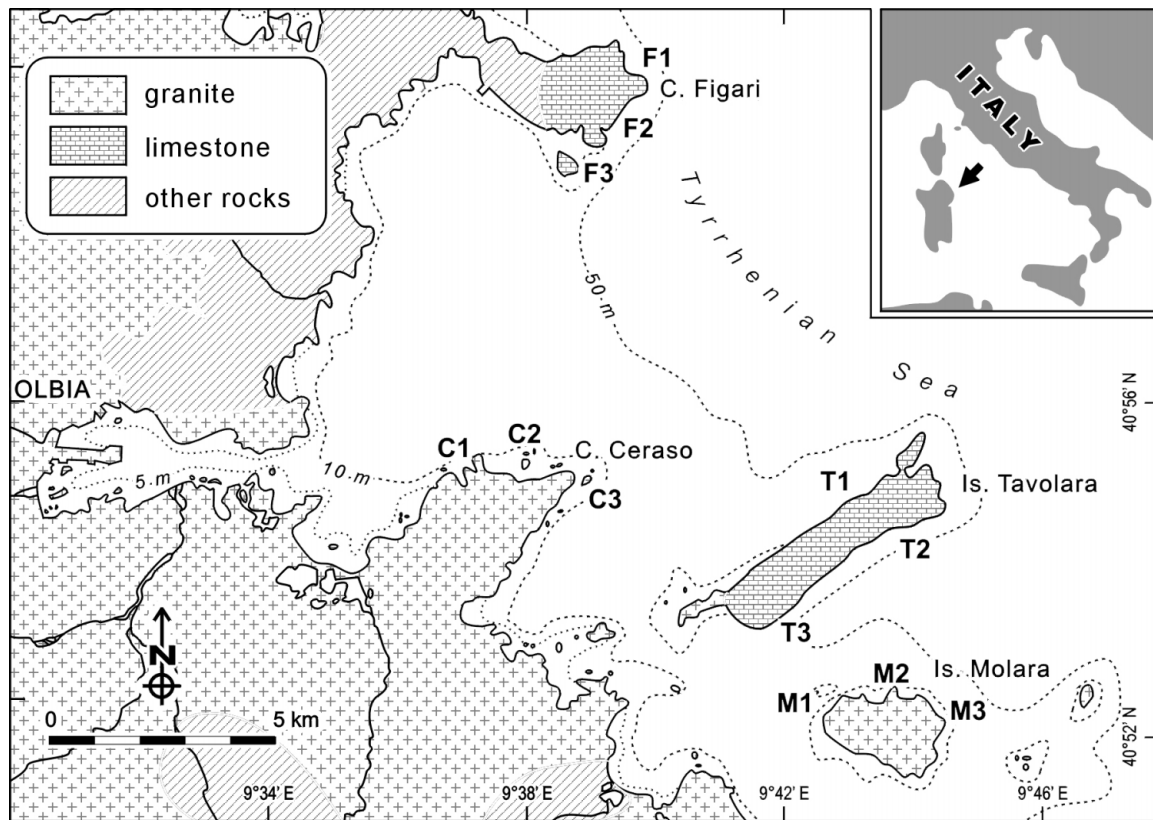 granite
limestone
other rocks
F1
C. Figari
F2
F3
ITALY
Tyrrhenian
Sea
50 m
OLBIA
40°56' N
5 m
10 m
C1
C2
C. Ceraso
C3
T1
Is. Tavolara
T2
T3
N
0
5 km
Is. Molara
M1
M2
M3
40°52' N
9°34' E
9°38' E
9°42' E
9°46' E